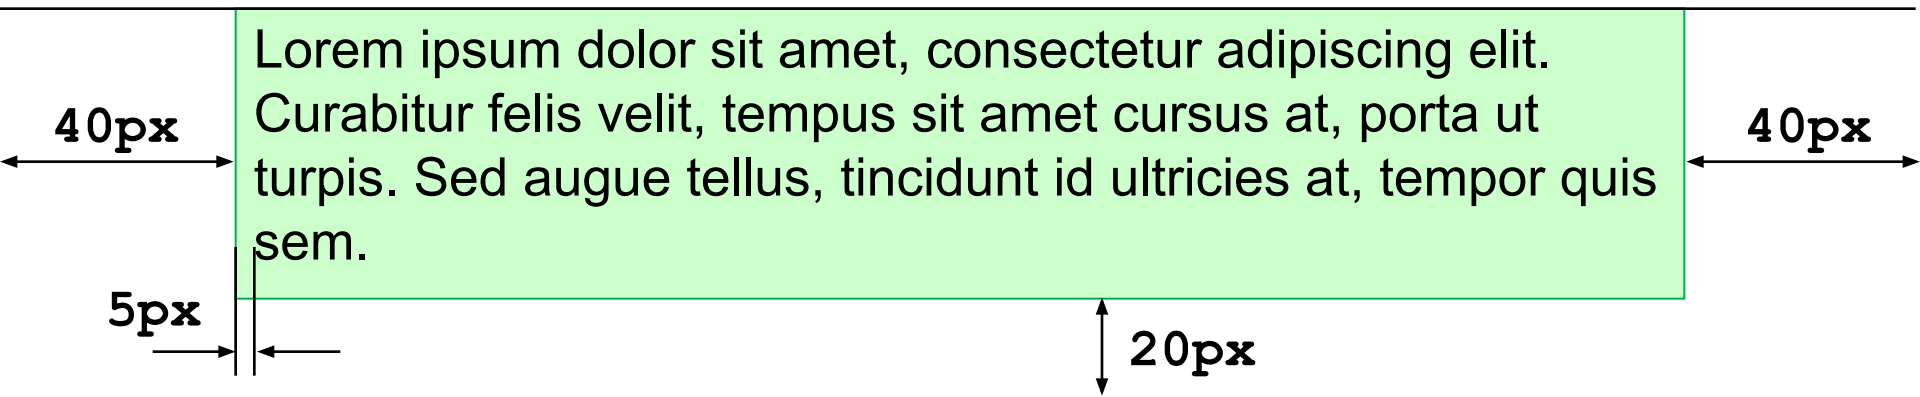 Lorem ipsum dolor sit amet, consectetur adipiscing elit.
Curabitur felis velit, tempus sit amet cursus at, porta ut
turpis. Sed augue tellus, tincidunt id ultricies at, tempor quis
sem.
40px
40px
5px
20px